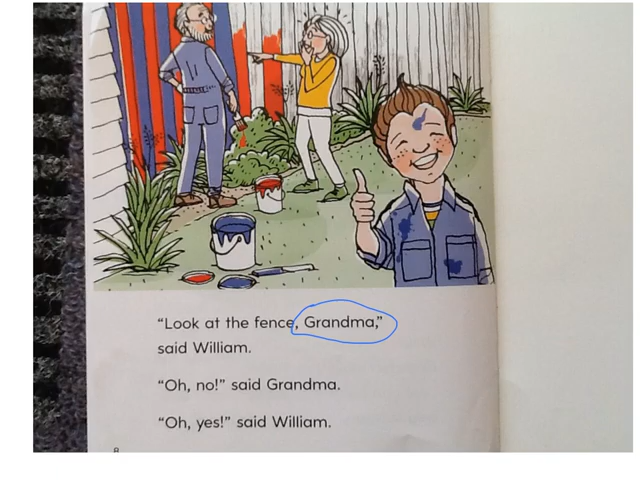 “Look at the fence, Grandma,”
said William.
“Oh, no!” said Grandma.
“Oh, yes!” said William.
8